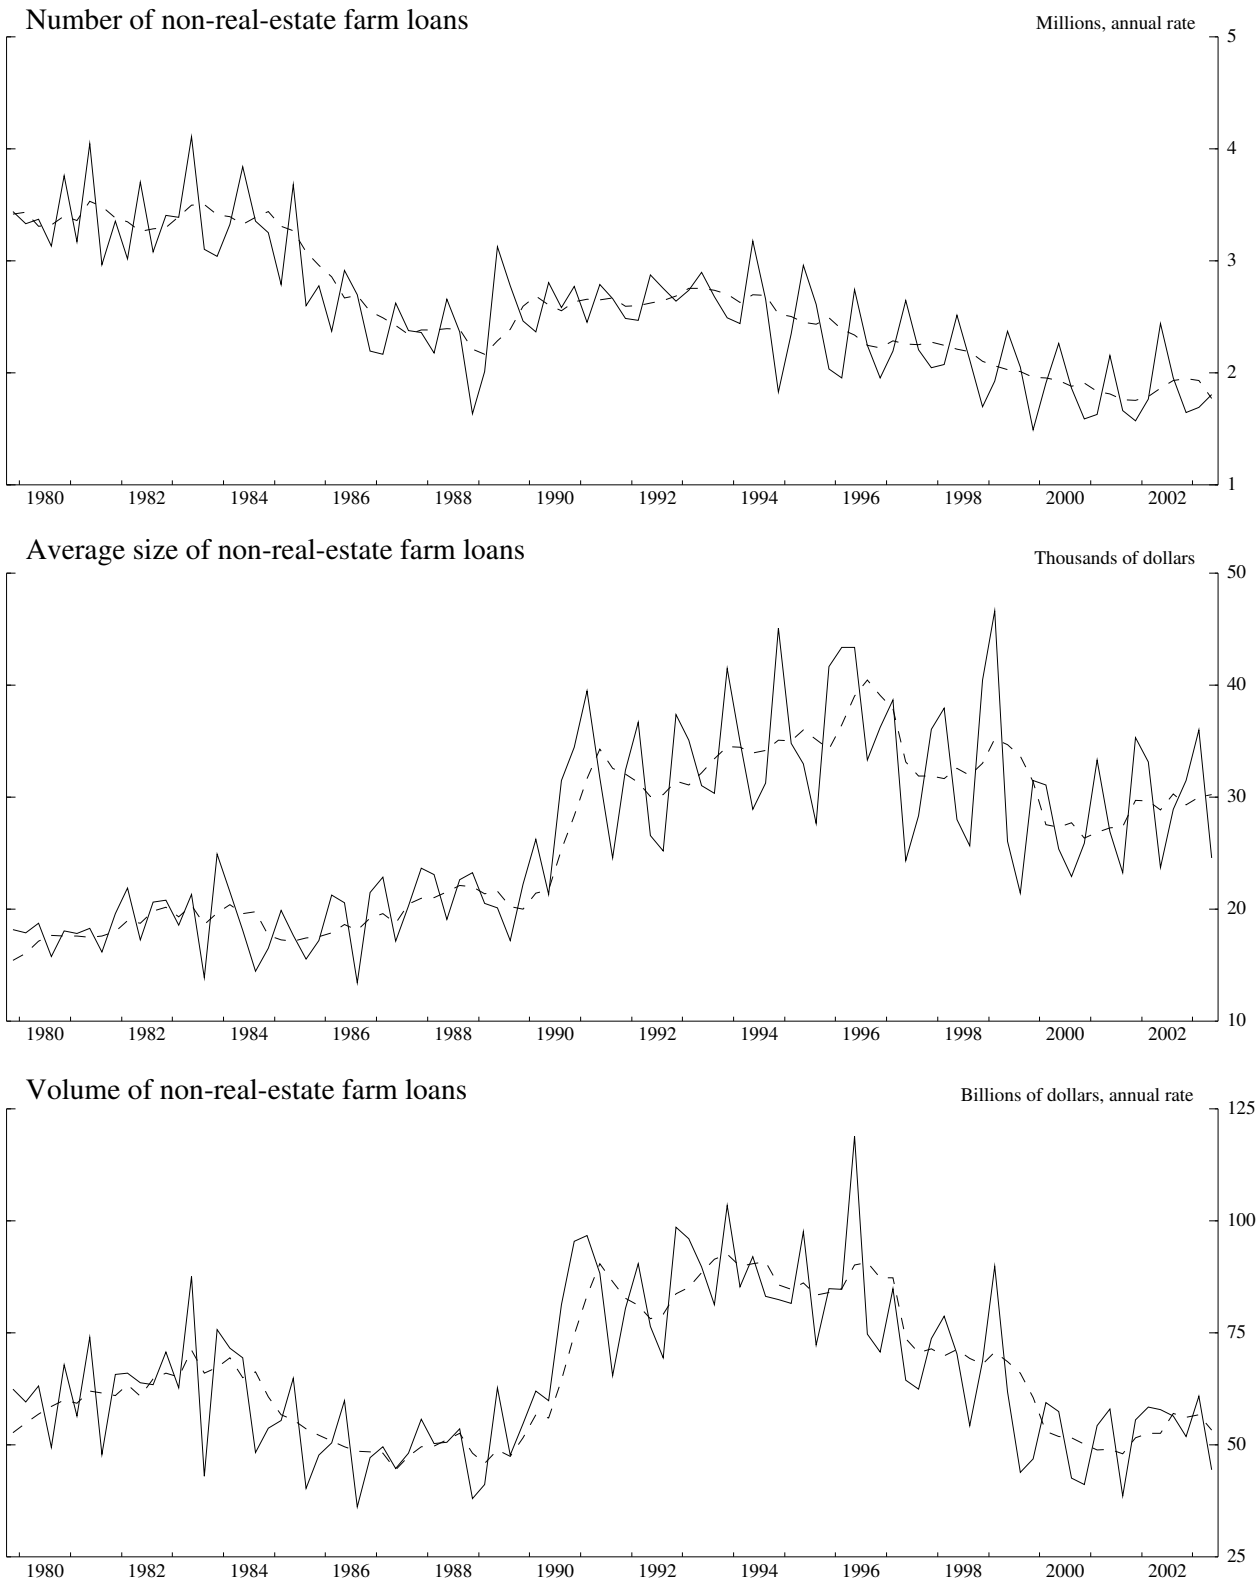 Number of non-real-estate farm loans
Millions, annual rate
5
4
3
2
1
1980 1982 1984 1986 1988 1990 1992 1994 1996 1998 2000 2002
Average size of non-real-estate farm loans
Thousands of dollars
50
40
30
20
10
1980 1982 1984 1986 1988 1990 1992 1994 1996 1998 2000 2002
Volume of non-real-estate farm loans
Billions of dollars, annual rate
125
100
75
50
25
1980 1982 1984 1986 1988 1990 1992 1994 1996 1998 2000 2002